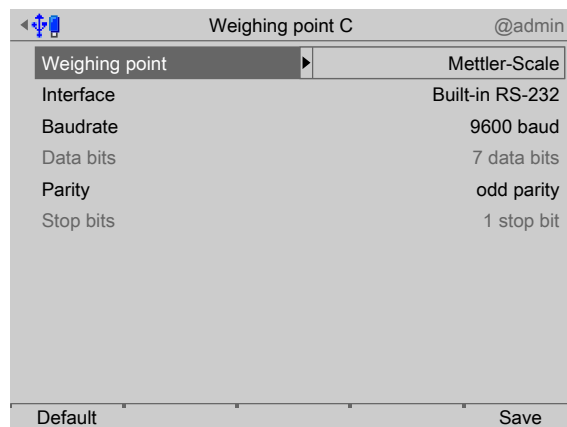 Weighing point C @admin
Weighing point Mettler-Scale
Interface Built-in RS-232
Baudrate 9600 baud
Data bits 7 data bits
Parity odd parity
Stop bits 1 stop bit
Default Save